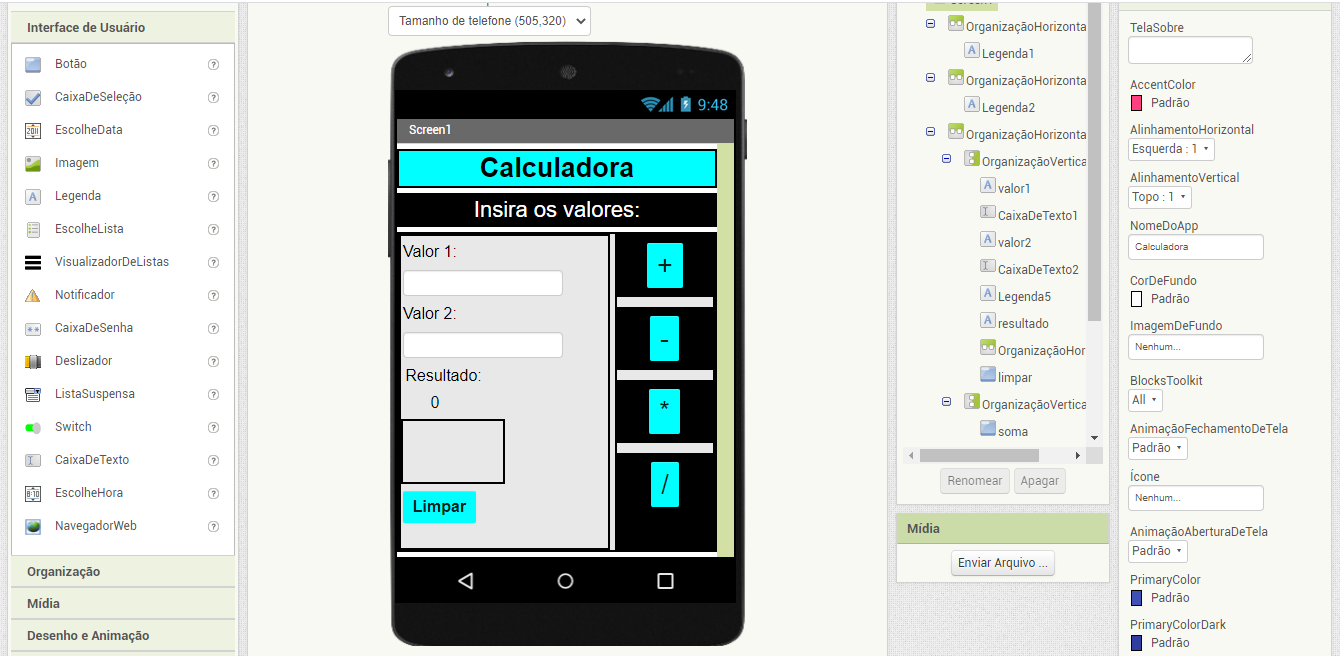 Interface de Usuário
Botão ?
CaixaDeSeleção ?
EscolheData ?
Imagem ?
Legenda ?
EscolheLista ?
VisualizadorDeListas ?
Notificador ?
CaixaDeSenha ?
Deslizador ?
ListaSuspensa ?
Switch ?
CaixaDeTexto ?
EscolheHora ?
NavegadorWeb ?
Organização
Mídia
Desenho e Animação
Tamanho de telefone (505,320)
9:48
Screen1
Calculadora
Insira os valores:
Valor 1:
Valor 2:
Resultado:
0
Limpar
+
-
*
/
OrganizaçãoHorizonta
Legenda1
OrganizaçãoHorizonta
Legenda2
OrganizaçãoHorizonta
OrganizaçãoVertica
valor1
CaixaDeTexto1
valor2
CaixaDeTexto2
Legenda5
resultado
OrganizaçãoHor
limpar
OrganizaçãoVertica
soma
Renomear Apagar
Mídia
Enviar Arquivo ...
TelaSobre
AccentColor
Padrão
AlinhamentoHorizontal
Esquerda : 1
AlinhamentoVertical
Topo : 1
NomeDoApp
Calculadora
CorDeFundo
Padrão
ImagemDeFundo
Nenhum...
BlocksToolkit
All
AnimaçãoFechamentoDeTela
Padrão
Ícone
Nenhum...
AnimaçãoAberturaDeTela
Padrão
PrimaryColor
Padrão
PrimaryColorDark
Padrão